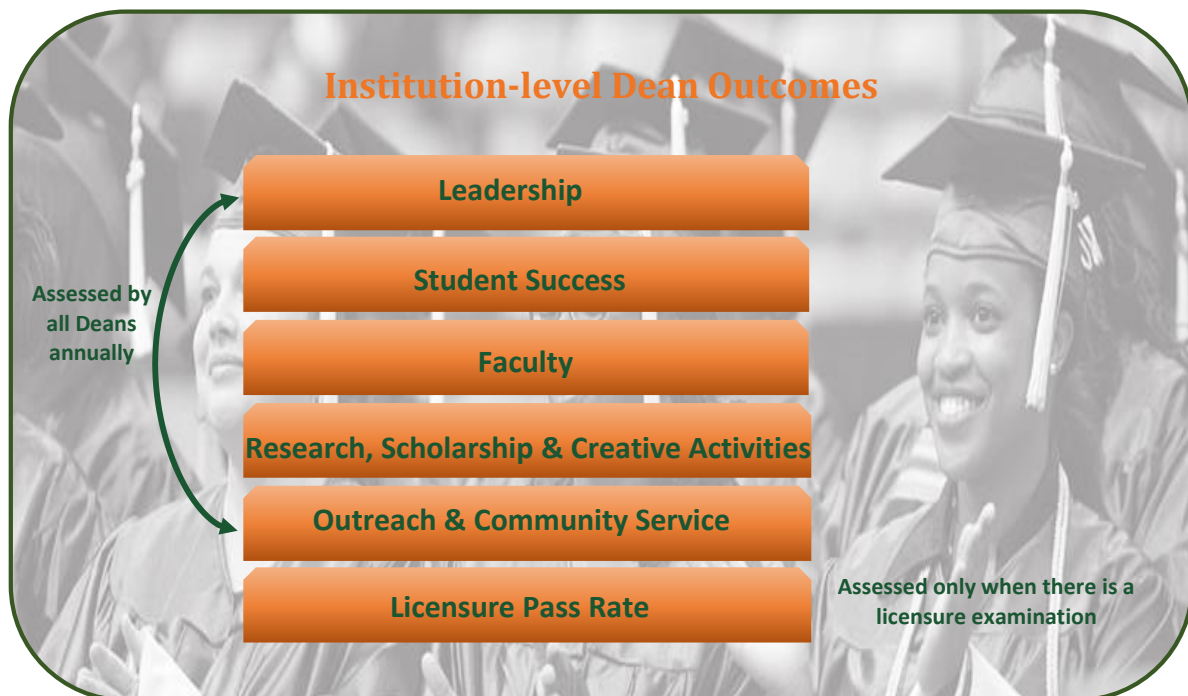 Institution-level Dean Outcomes
Leadership
Student Success
Assessed by
all Deans
annually
Faculty
Research, Scholarship & Creative Activities
Outreach & Community Service
Licensure Pass Rate
Assessed only when there is a
licensure examination